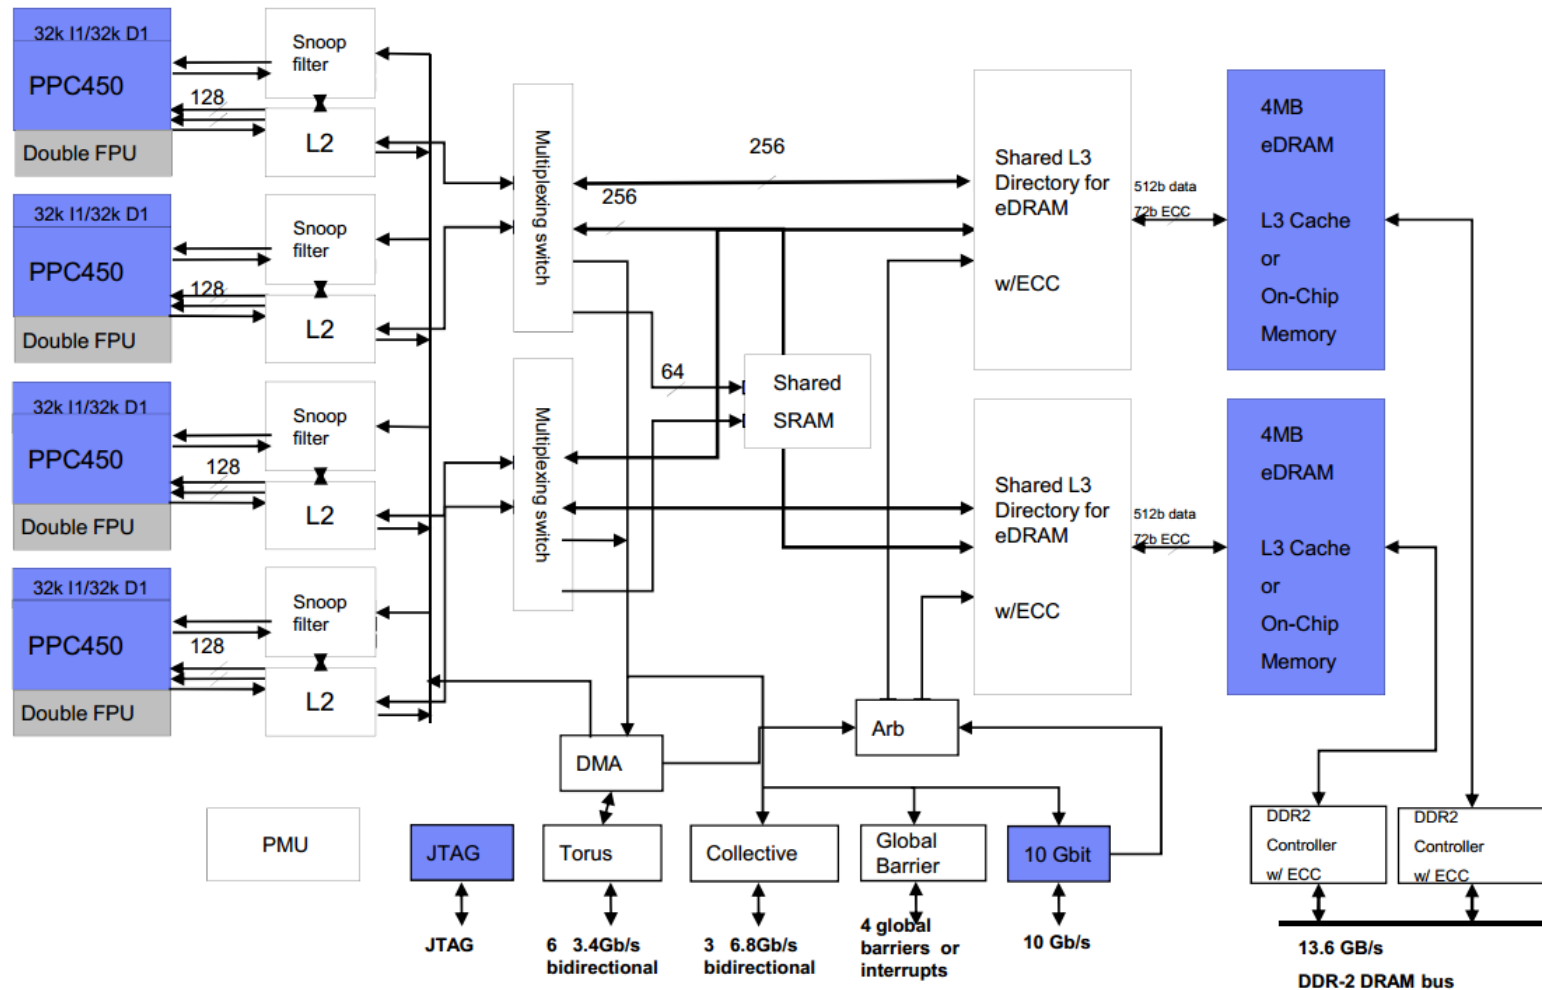 32k I1/32k D1
PPC450
Double FPU
128
Snoop
filter
L2
32k I1/32k D1
PPC450
Double FPU
128
Snoop
filter
L2
32k I1/32k D1
PPC450
Double FPU
128
Snoop
filter
L2
32k I1/32k D1
PPC450
Double FPU
128
Snoop
filter
L2
Multiplexing switch
Multiplexing switch
256
256
64
Shared
SRAM
Shared L3
Directory for
eDRAM
w/ECC
512b data
72b ECC
4MB
eDRAM
L3 Cache
or
On-Chip
Memory
Shared L3
Directory for
eDRAM
w/ECC
512b data
72b ECC
4MB
eDRAM
L3 Cache
or
On-Chip
Memory
DMA
Arb
PMU
JTAG
Torus
Collective
Global
Barrier
10 Gbit
DDR2
Controller
w/ ECC
DDR2
Controller
w/ ECC
JTAG
6 3.4Gb/s
bidirectional
3 6.8Gb/s
bidirectional
4 global
barriers or
interrupts
10 Gb/s
13.6 GB/s
DDR-2 DRAM bus